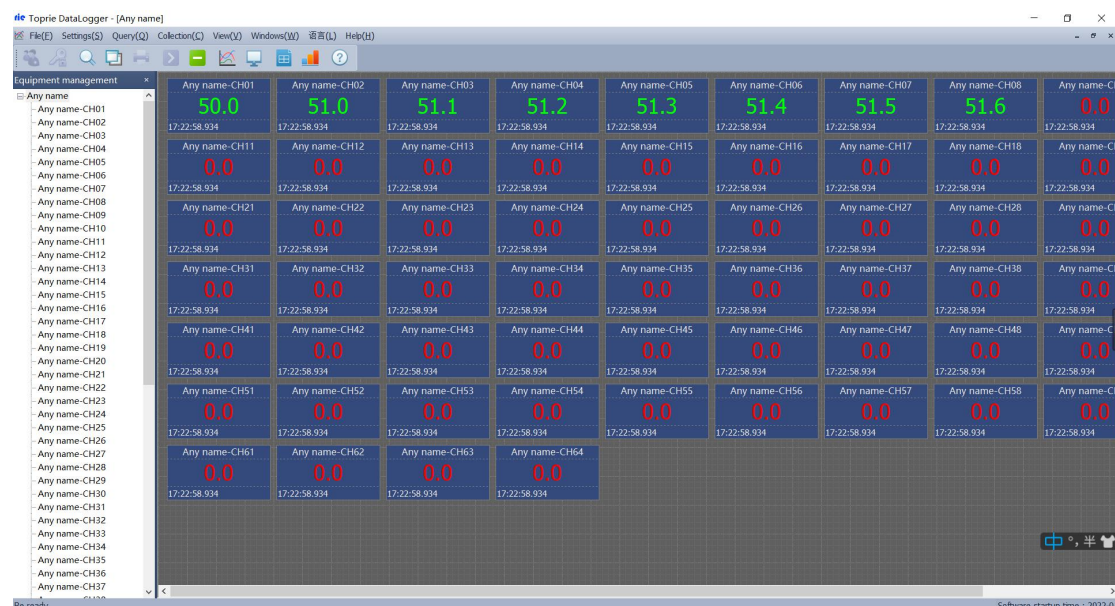 rie Toprie DataLogger - [Any name]
File(F) Settings(S) Query(Q) Collection(C) View(V) Windows(W) 语言(L) Help(H)
Equipment management
Any name
Any name-CH01
Any name-CH02
Any name-CH03
Any name-CH04
Any name-CH05
Any name-CH06
Any name-CH07
Any name-CH08
Any name-CH09
Any name-CH10
Any name-CH11
Any name-CH12
Any name-CH13
Any name-CH14
Any name-CH15
Any name-CH16
Any name-CH17
Any name-CH18
Any name-CH19
Any name-CH20
Any name-CH21
Any name-CH22
Any name-CH23
Any name-CH24
Any name-CH25
Any name-CH26
Any name-CH27
Any name-CH28
Any name-CH29
Any name-CH30
Any name-CH31
Any name-CH32
Any name-CH33
Any name-CH34
Any name-CH35
Any name-CH36
Any name-CH37
Any name-CH01 Any name-CH02 Any name-CH03 Any name-CH04 Any name-CH05 Any name-CH06 Any name-CH07 Any name-CH08 Any name-C
50.0 51.0 51.1 51.2 51.3 51.4 51.5 51.6 0.0
17:22:58.934 17:22:58.934 17:22:58.934 17:22:58.934 17:22:58.934 17:22:58.934 17:22:58.934 17:22:58.934 17:22:58.934
Any name-CH11 Any name-CH12 Any name-CH13 Any name-CH14 Any name-CH15 Any name-CH16 Any name-CH17 Any name-CH18 Any name-C
0.0 0.0 0.0 0.0 0.0 0.0 0.0 0.0 0.0
17:22:58.934 17:22:58.934 17:22:58.934 17:22:58.934 17:22:58.934 17:22:58.934 17:22:58.934 17:22:58.934 17:22:58.934
Any name-CH21 Any name-CH22 Any name-CH23 Any name-CH24 Any name-CH25 Any name-CH26 Any name-CH27 Any name-CH28 Any name-C
0.0 0.0 0.0 0.0 0.0 0.0 0.0 0.0 0.0
17:22:58.934 17:22:58.934 17:22:58.934 17:22:58.934 17:22:58.934 17:22:58.934 17:22:58.934 17:22:58.934 17:22:58.934
Any name-CH31 Any name-CH32 Any name-CH33 Any name-CH34 Any name-CH35 Any name-CH36 Any name-CH37 Any name-CH38 Any name-C
0.0 0.0 0.0 0.0 0.0 0.0 0.0 0.0 0.0
17:22:58.934 17:22:58.934 17:22:58.934 17:22:58.934 17:22:58.934 17:22:58.934 17:22:58.934 17:22:58.934 17:22:58.934
Any name-CH41 Any name-CH42 Any name-CH43 Any name-CH44 Any name-CH45 Any name-CH46 Any name-CH47 Any name-CH48 Any name-C
0.0 0.0 0.0 0.0 0.0 0.0 0.0 0.0 0.0
17:22:58.934 17:22:58.934 17:22:58.934 17:22:58.934 17:22:58.934 17:22:58.934 17:22:58.934 17:22:58.934 17:22:58.934
Any name-CH51 Any name-CH52 Any name-CH53 Any name-CH54 Any name-CH55 Any name-CH56 Any name-CH57 Any name-CH58 Any name-C
0.0 0.0 0.0 0.0 0.0 0.0 0.0 0.0 0.0
17:22:58.934 17:22:58.934 17:22:58.934 17:22:58.934 17:22:58.934 17:22:58.934 17:22:58.934 17:22:58.934 17:22:58.934
Any name-CH61 Any name-CH62 Any name-CH63 Any name-CH64
0.0 0.0 0.0 0.0
17:22:58.934 17:22:58.934 17:22:58.934 17:22:58.934
中 °, 半
Be ready Software startup time : 2022-0